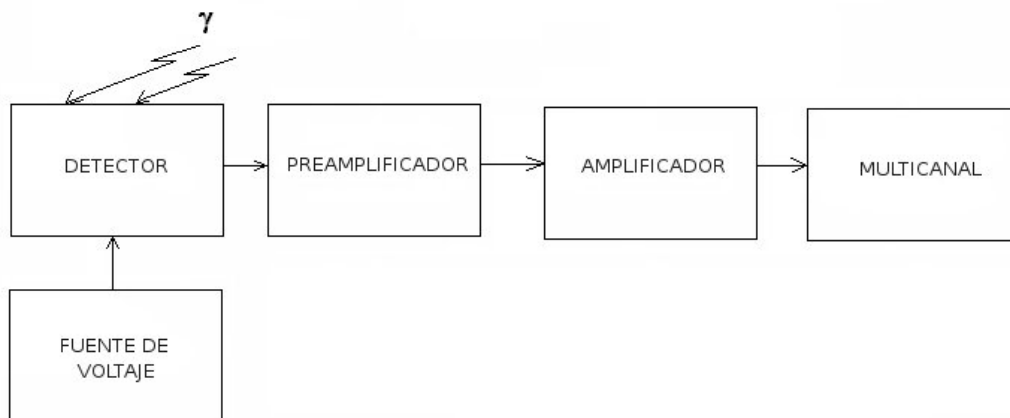 γ
DETECTOR
PREAMPLIFICADOR
AMPLIFICADOR
MULTICANAL
FUENTE DE
VOLTAJE